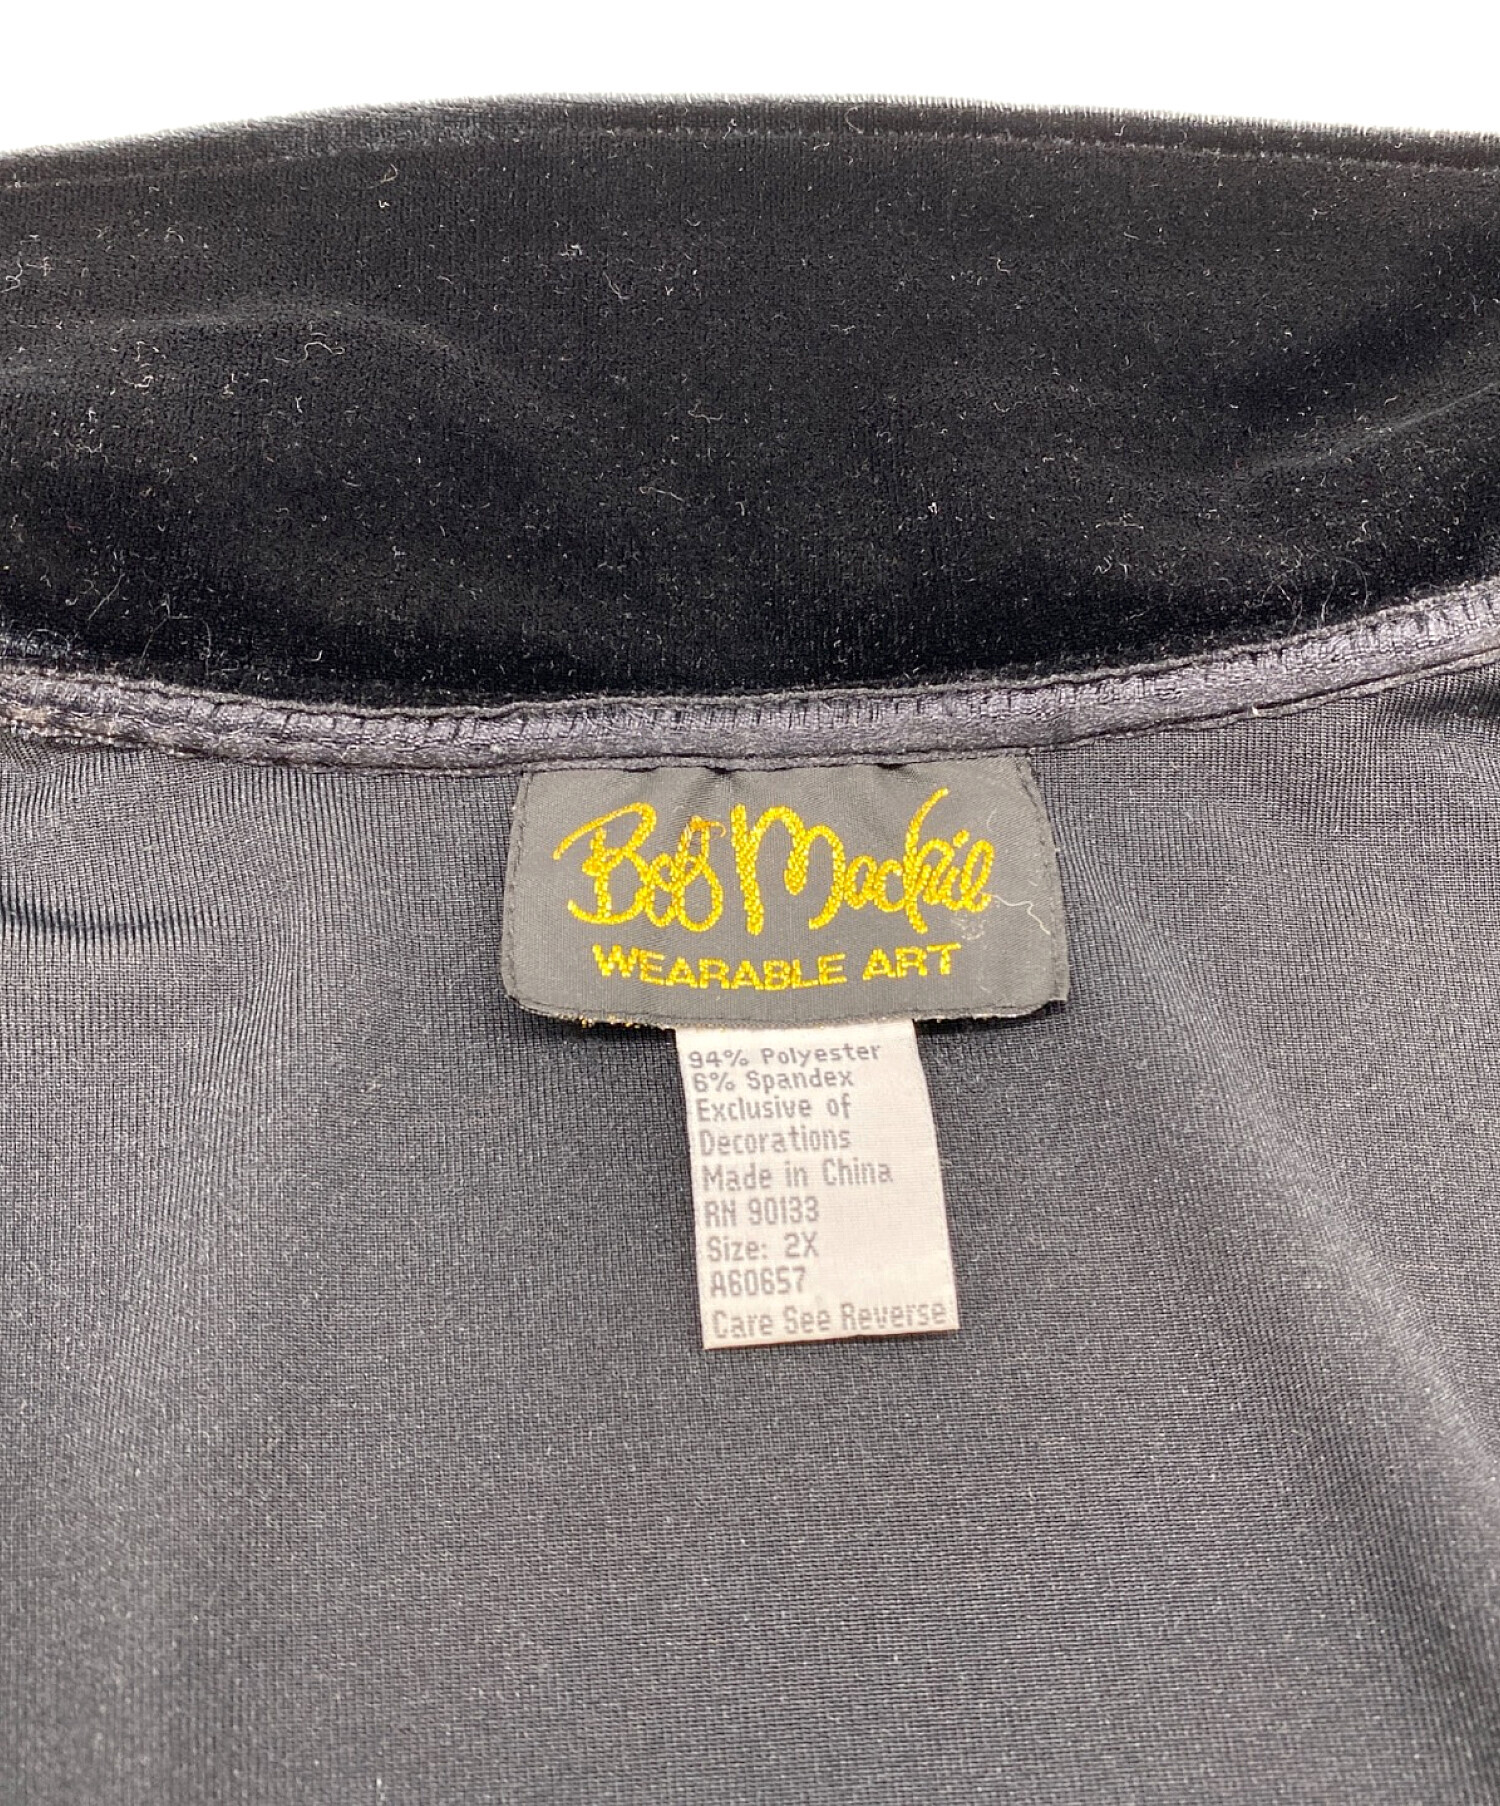 Bob Mackie
WEARABLE ART
94% Polyester
6% Spandex
Exclusive of
Decorations
Made in China
RN 90133
Size: 2X
A60657
Care See Reverse